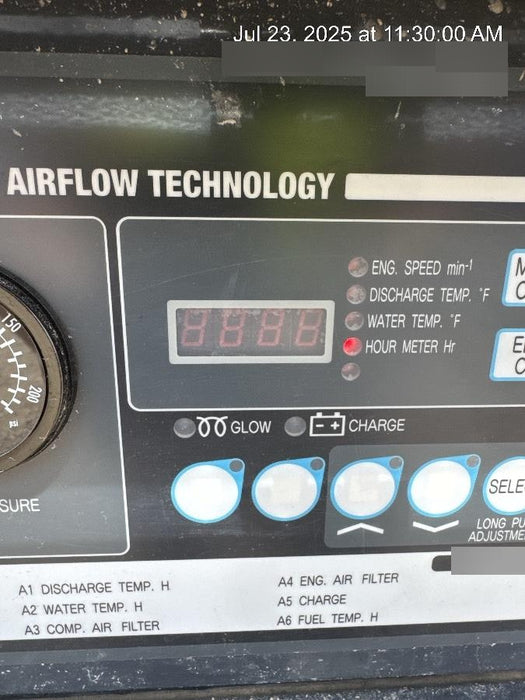 Jul 23. 2025 at 11:30:00 AM
AIRFLOW TECHNOLOGY
ENG. SPEED min-¹
DISCHARGE TEMP. °F
WATER TEMP. °F
HOUR METER Hr
150
200
GLOW
- +
CHARGE
SELE
SURE
LONG PU
ADJUSTMEN
A1 DISCHARGE TEMP. H
A2 WATER TEMP. H
A3 COMP. AIR FILTER
A4 ENG. AIR FILTER
A5 CHARGE
A6 FUEL TEMP. H